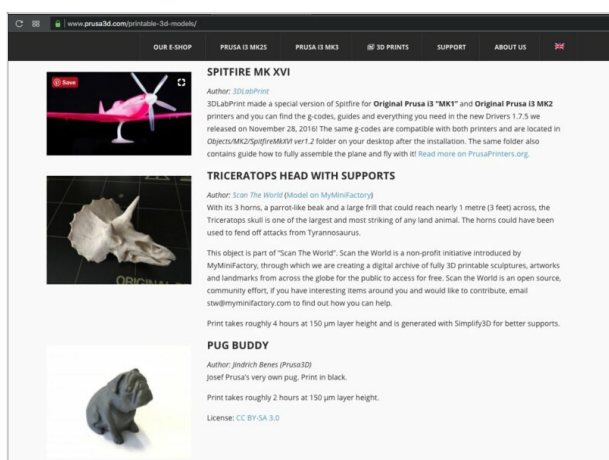 www.prusa3d.com/printable-3d-models/
OUR E-SHOP PRUSA I3 MK2S PRUSA I3 MK3 3D PRINTS SUPPORT ABOUT US
Save
SPITFIRE MK XVI
Author: 3DLabPrint
3DLabPrint made a special version of Spitfire for Original Prusa i3 "MK1" and Original Prusa i3 MK2
printers and you can find the g-codes, guides and everything you need in the new Drivers 1.7.5 we
released on November 28, 2016! The same g-codes are compatible with both printers and are located in
Objects/MK2/SpitfireMkXVI ver1.2 folder on your desktop after the installation. The same folder also
contains guide how to fully assemble the plane and fly with it! Read more on PrusaPrinters.org.
TRICERATOPS HEAD WITH SUPPORTS
Author: Scan The World (Model on MyMiniFactory)
With its 3 horns, a parrot-like beak and a large frill that could reach nearly 1 metre (3 feet) across, the
Triceratops skull is one of the largest and most striking of any land animal. The horns could have been
used to fend off attacks from Tyrannosaurus.
This object is part of "Scan The World". Scan the World is a non-profit initiative introduced by
MyMiniFactory, through which we are creating a digital archive of fully 3D printable sculptures, artworks
and landmarks from across the globe for the public to access for free. Scan the World is an open source,
community effort, if you have interesting items around you and would like to contribute, email
stw@myminifactory.com to find out how you can help.
Print takes roughly 4 hours at 150 μm layer height and is generated with Simplify3D for better supports.
ORIGINAL
PUG BUDDY
Author: Jindrich Benes (Prusa3D)
Josef Prusa's very own pug. Print in black.
Print takes roughly 2 hours at 150 μm layer height.
License: CC BY-SA 3.0